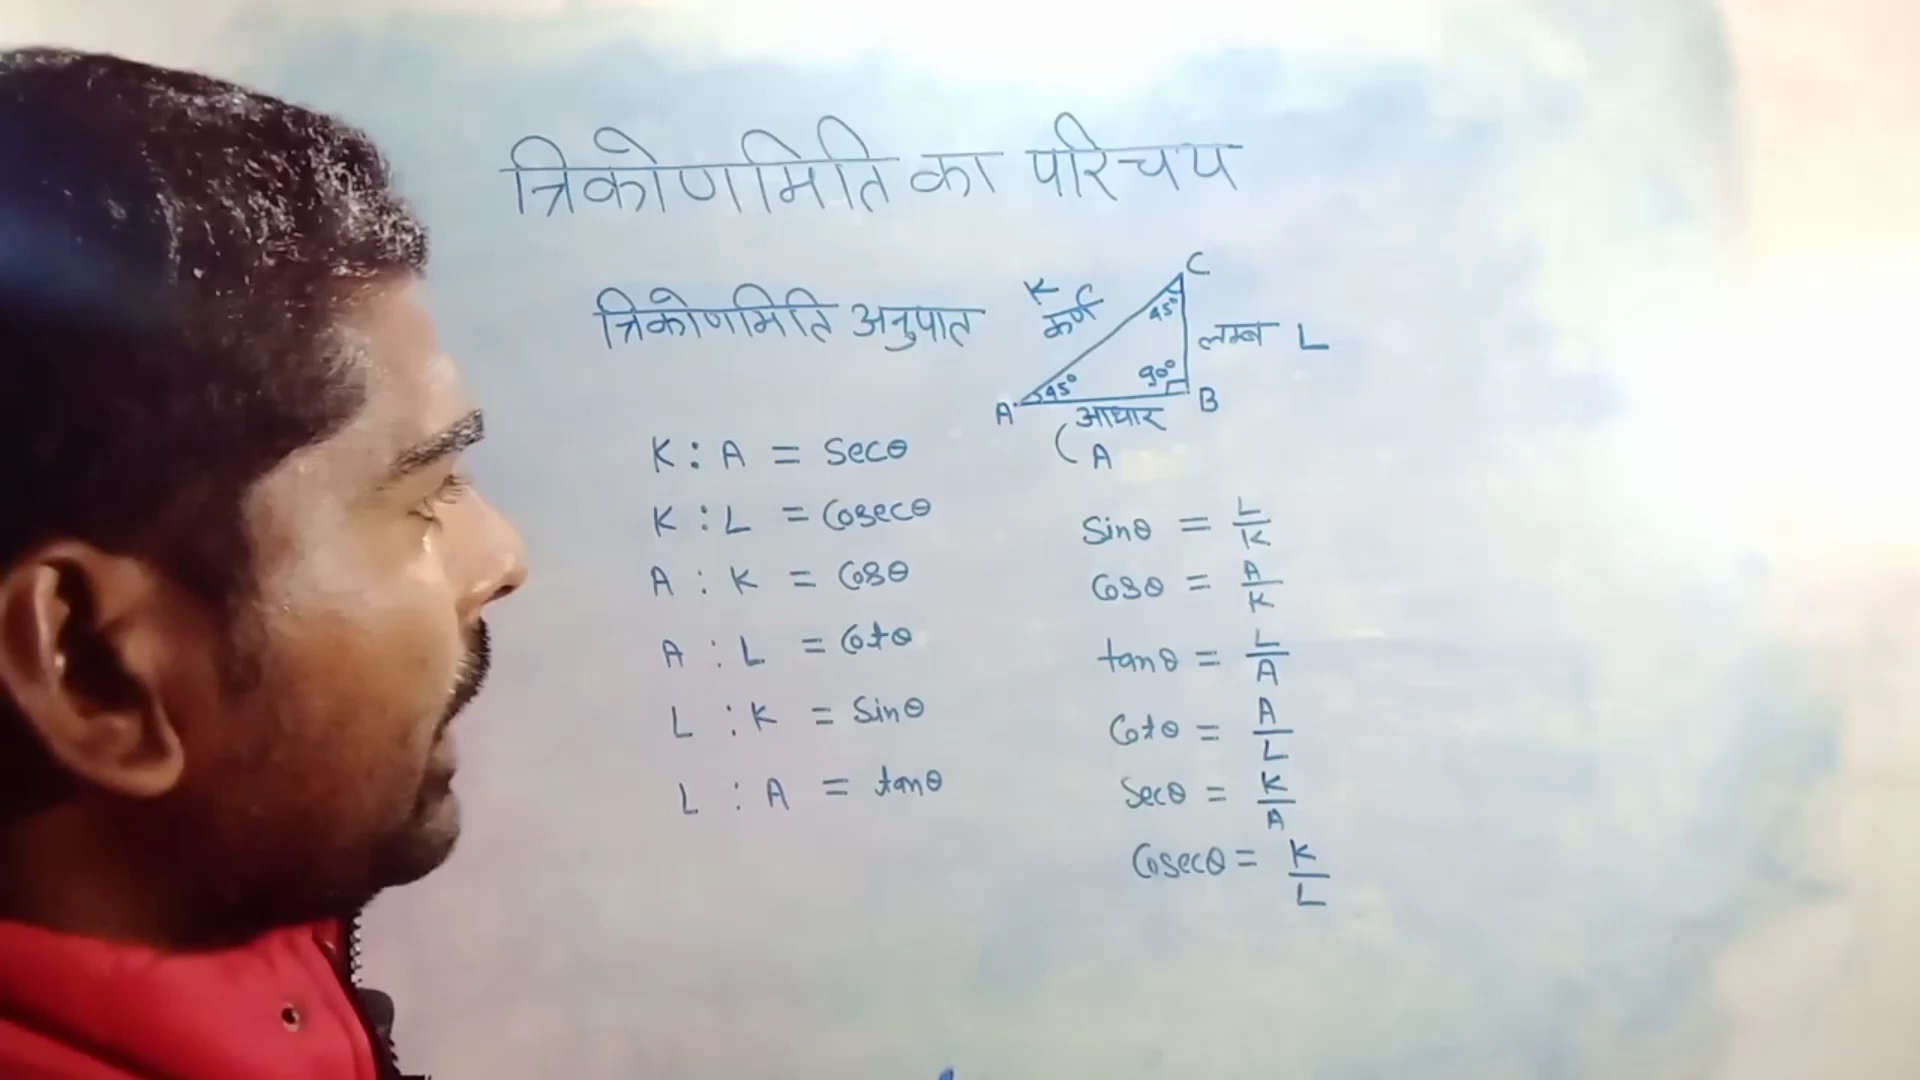 त्रिकोणमिति का परिचय
त्रिकोणमिति अनुपात
C
K
कर्ण
45°
लम्ब L
90°
45°
A
B
आधार
( A
K : A = Secθ
K : L = Cosecθ
A : K = Cosθ
A : L = Cotθ
L : K = Sinθ
L : A = tanθ
Sinθ = L/K
Cosθ = A/K
tanθ = L/A
Cotθ = A/L
Secθ = K/A
Cosecθ = K/L